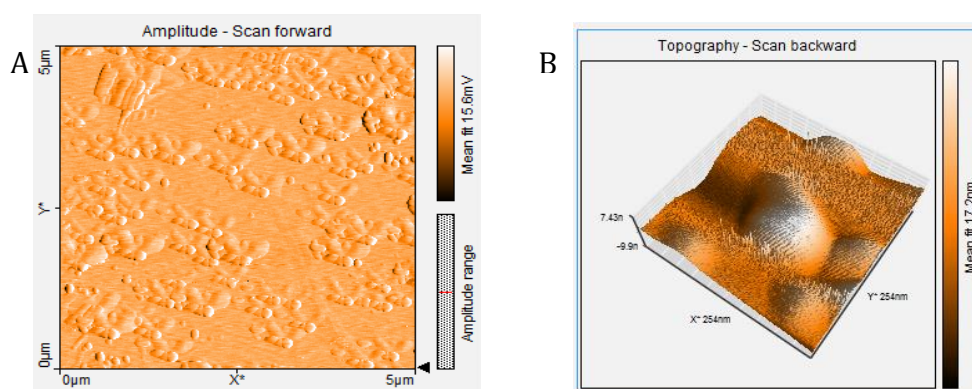 A
Amplitude - Scan forward
5µm
Y*
0µm
0µm
X*
5µm
Mean fit 15.6mV
Amplitude range
B
Topography - Scan backward
7.43n
-9.9n
X* 254nm
Y* 254nm
Mean fit 17.2nm